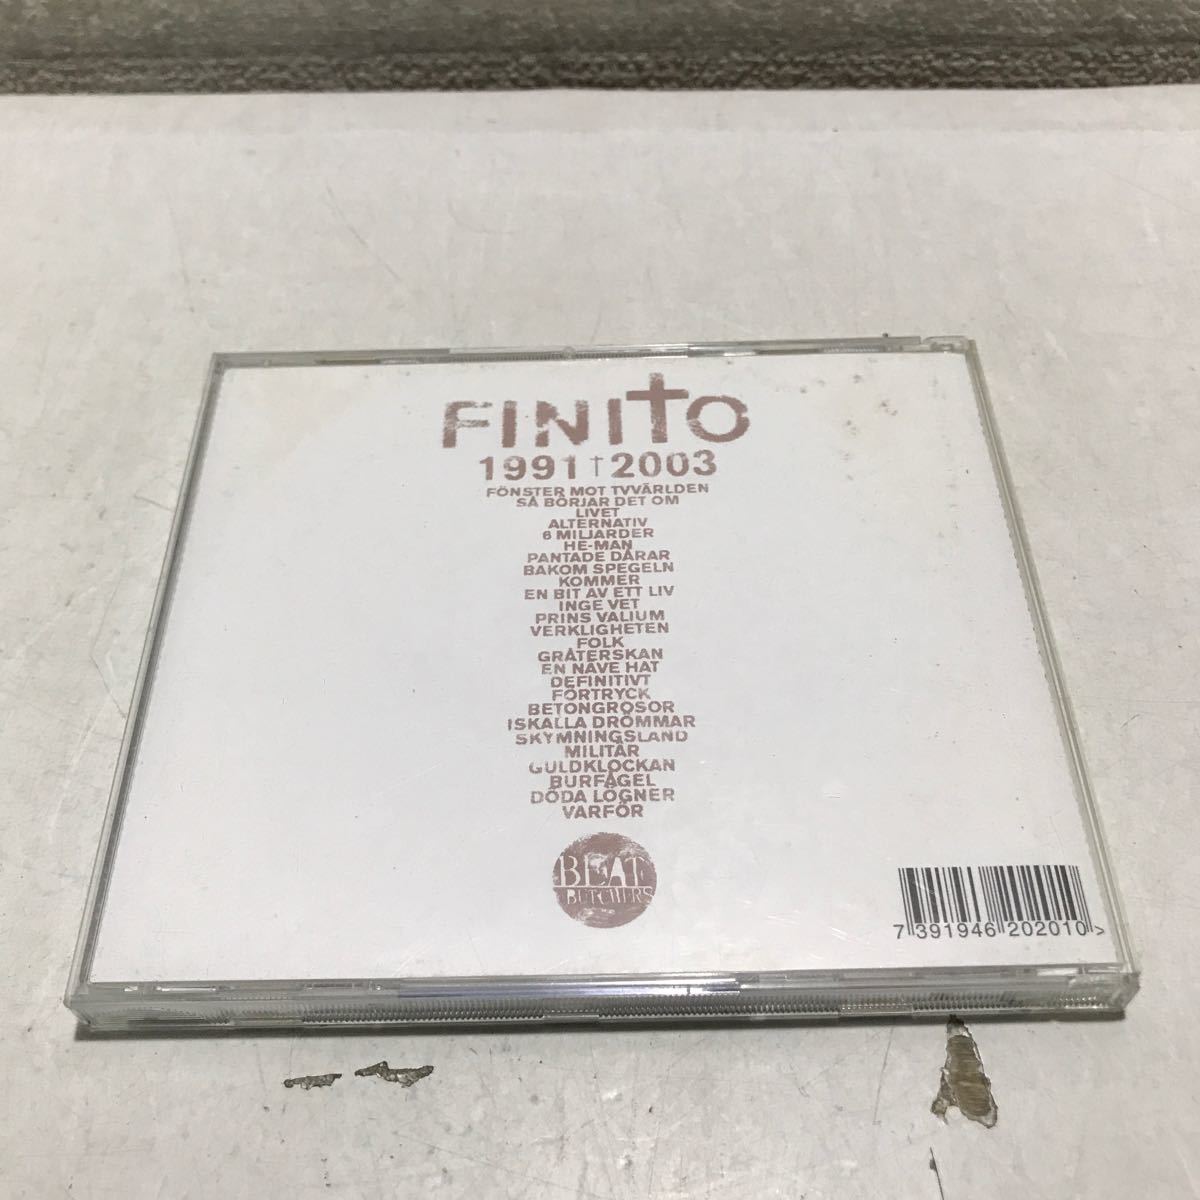 FINITO
1991†2003
FÖNSTER MOT TVVÄRLDEN
SÅ BÖRJAR DET OM
LIVET
ALTERNATIV
6 MILJARDER
HE-MAN
PANTADE DÅRAR
BAKOM SPEGELN
KOMMER
EN BIT AV ETT LIV
INGE VET
PRINS VALIUM
VERKLIGHETEN
FOLK
GRÅTERSKAN
EN NÄVE HAT
DEFINITIVT
FÖRTRYCK
BETONGROSOR
ISKALLA DRÖMMAR
SKYMNINGSLAND
MILITÄR
GULDKLOCKAN
BURFÅGEL
DÖDA LÖGNER
VARFÖR
BEAT
BUTCHERS
7 391946 202010 >